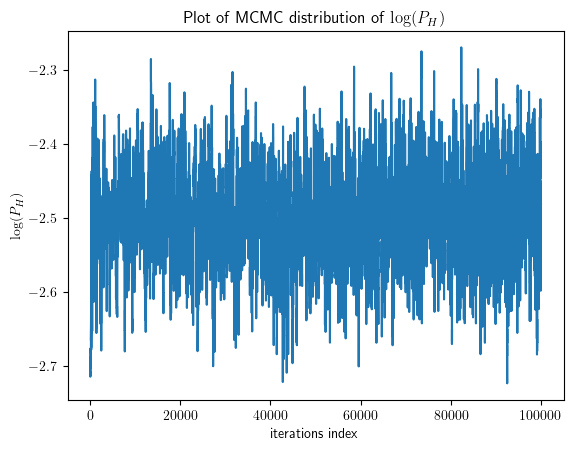 Plot of MCMC distribution of log(P_H)
log(P_H)
−2.3
−2.4
−2.5
−2.6
−2.7
0 20000 40000 60000 80000 100000
iterations index